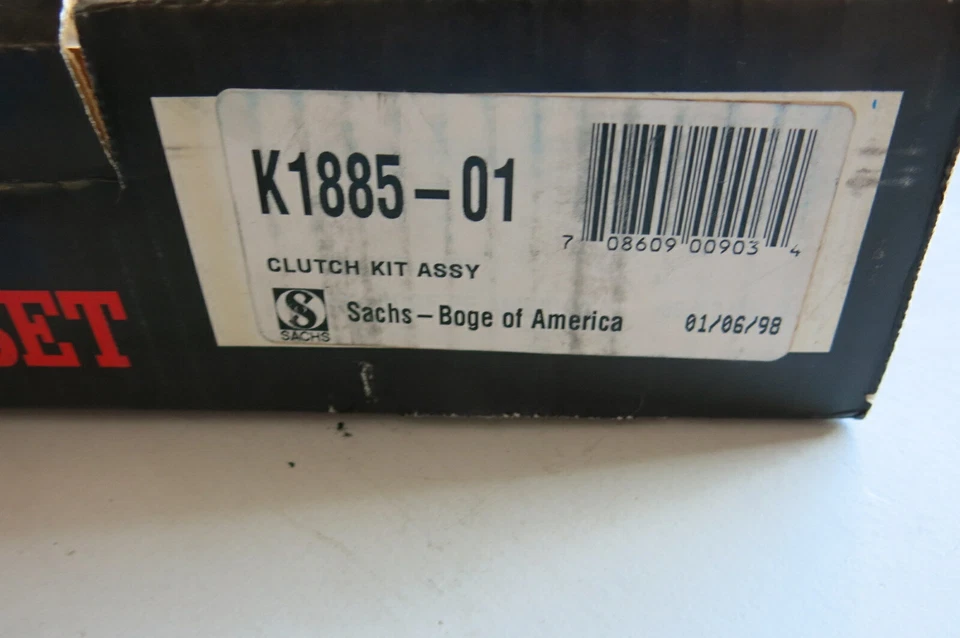 K1885-01
7 08609 00903 4
CLUTCH KIT ASSY
S
SACHS
Sachs-Boge of America
01/06/98
SET